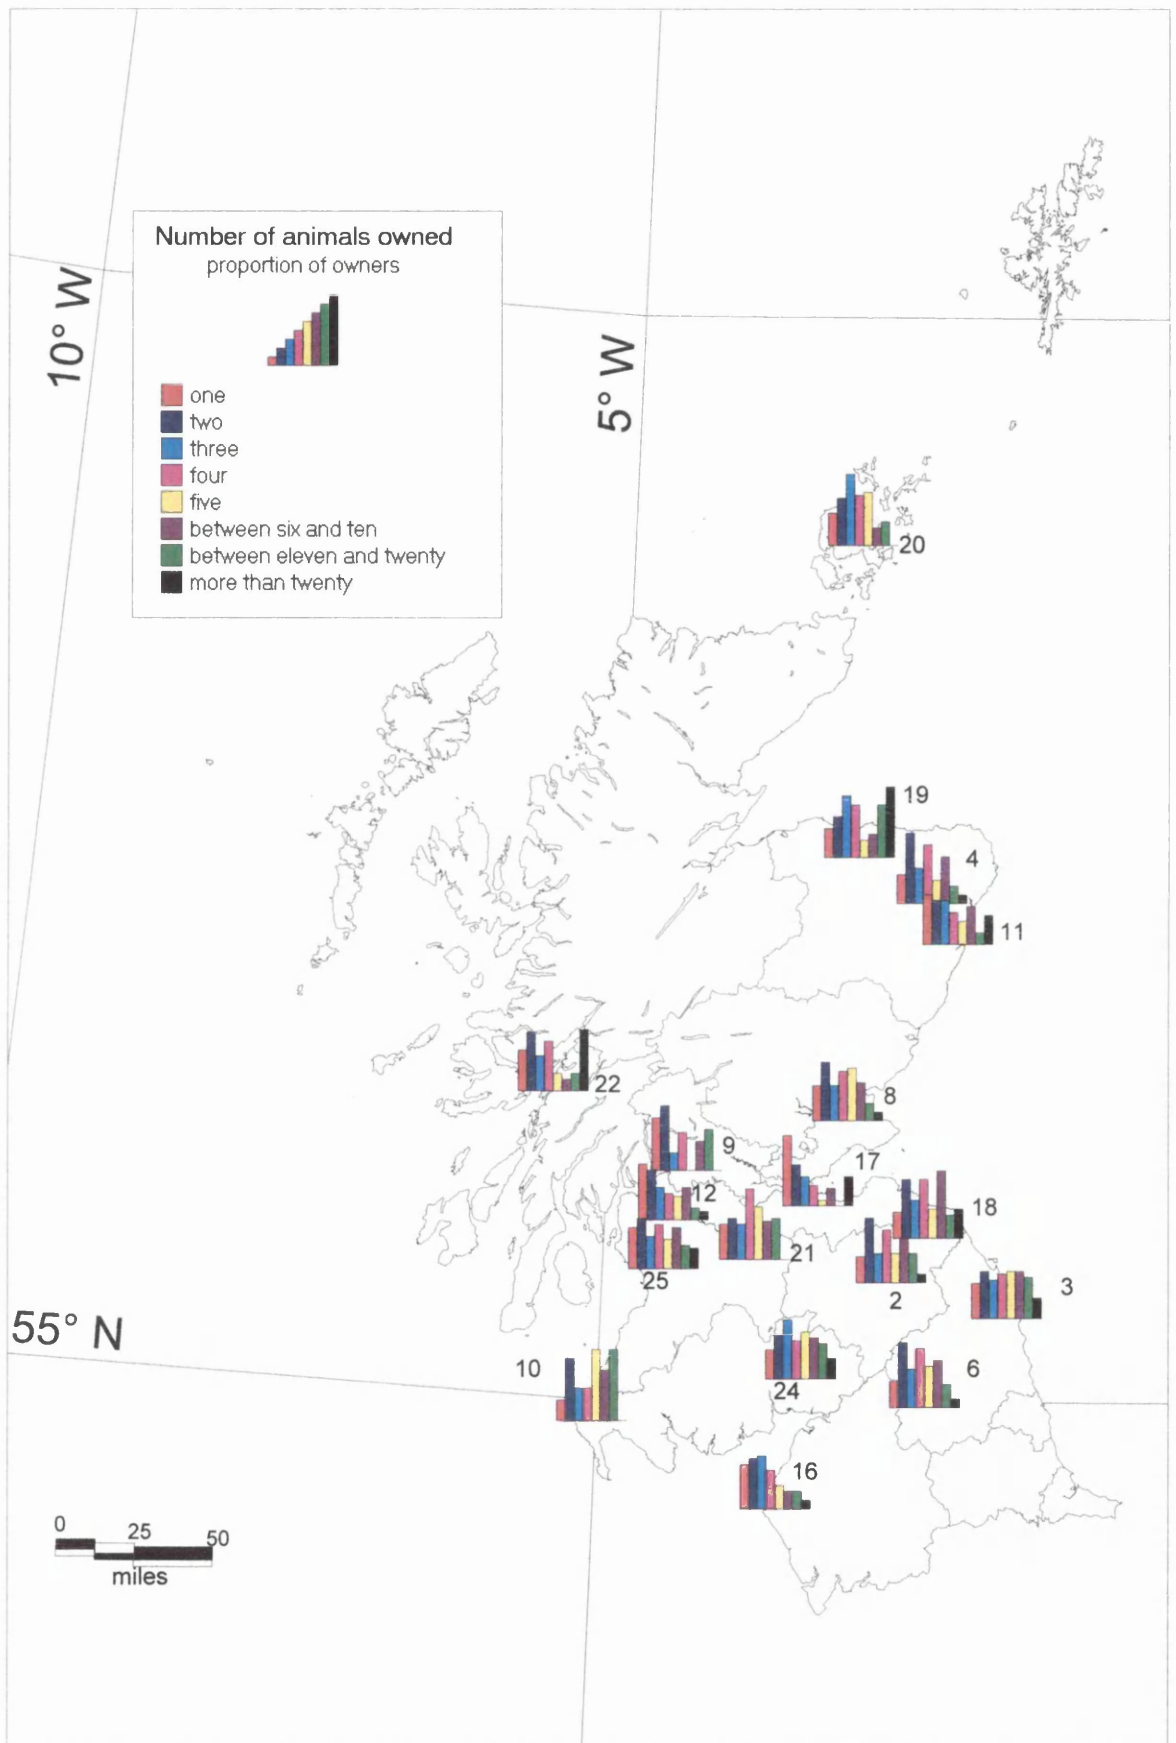 Number of animals owned
proportion of owners
one
two
three
four
five
between six and ten
between eleven and twenty
more than twenty
10° W
5° W
20
19
4
11
22
8
9
17
12
18
21
25
2
3
55° N
10
24
6
16
0 25 50
miles